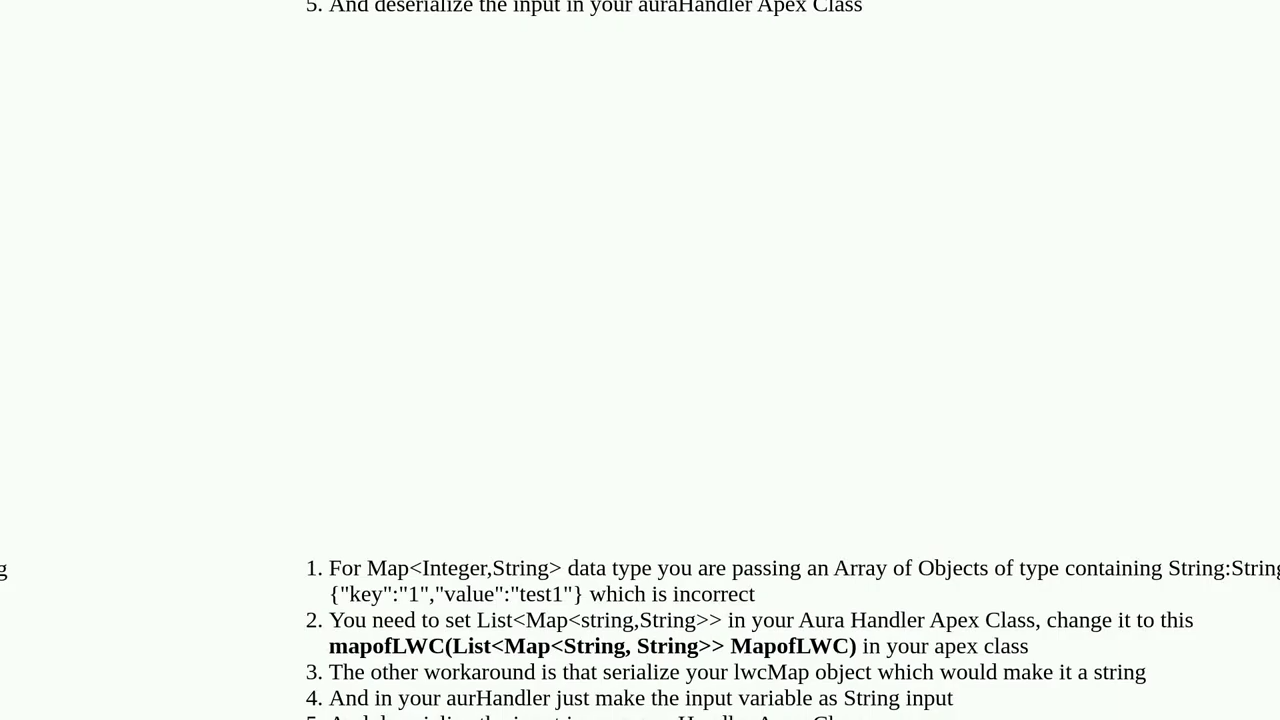 5. And deserialize the input in your auraHandler Apex Class
g
1. For Map<Integer,String> data type you are passing an Array of Objects of type containing String:String
{"key":"1","value":"test1"} which is incorrect
2. You need to set List<Map<string,String>> in your Aura Handler Apex Class, change it to this
mapofLWC(List<Map<String, String>> MapofLWC) in your apex class
3. The other workaround is that serialize your lwcMap object which would make it a string
4. And in your aurHandler just make the input variable as String input